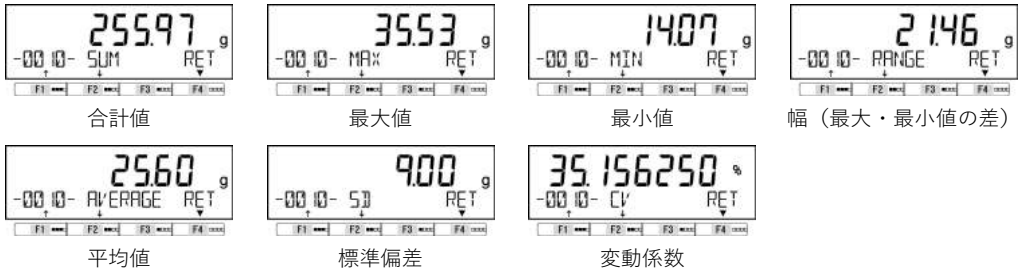 255.97 g
-0010- SUM RET
F1 F2 F3 F4
合計値
35.53 g
-0010- MAX RET
F1 F2 F3 F4
最大値
14.07 g
-0010- MIN RET
F1 F2 F3 F4
最小値
21.46 g
-0010- RANGE RET
F1 F2 F3 F4
幅（最大・最小値の差）
25.60 g
-0010- AVERAGE RET
F1 F2 F3 F4
平均値
9.00 g
-0010- S.D RET
F1 F2 F3 F4
標準偏差
35.156250 %
-0010- CV RET
F1 F2 F3 F4
変動係数